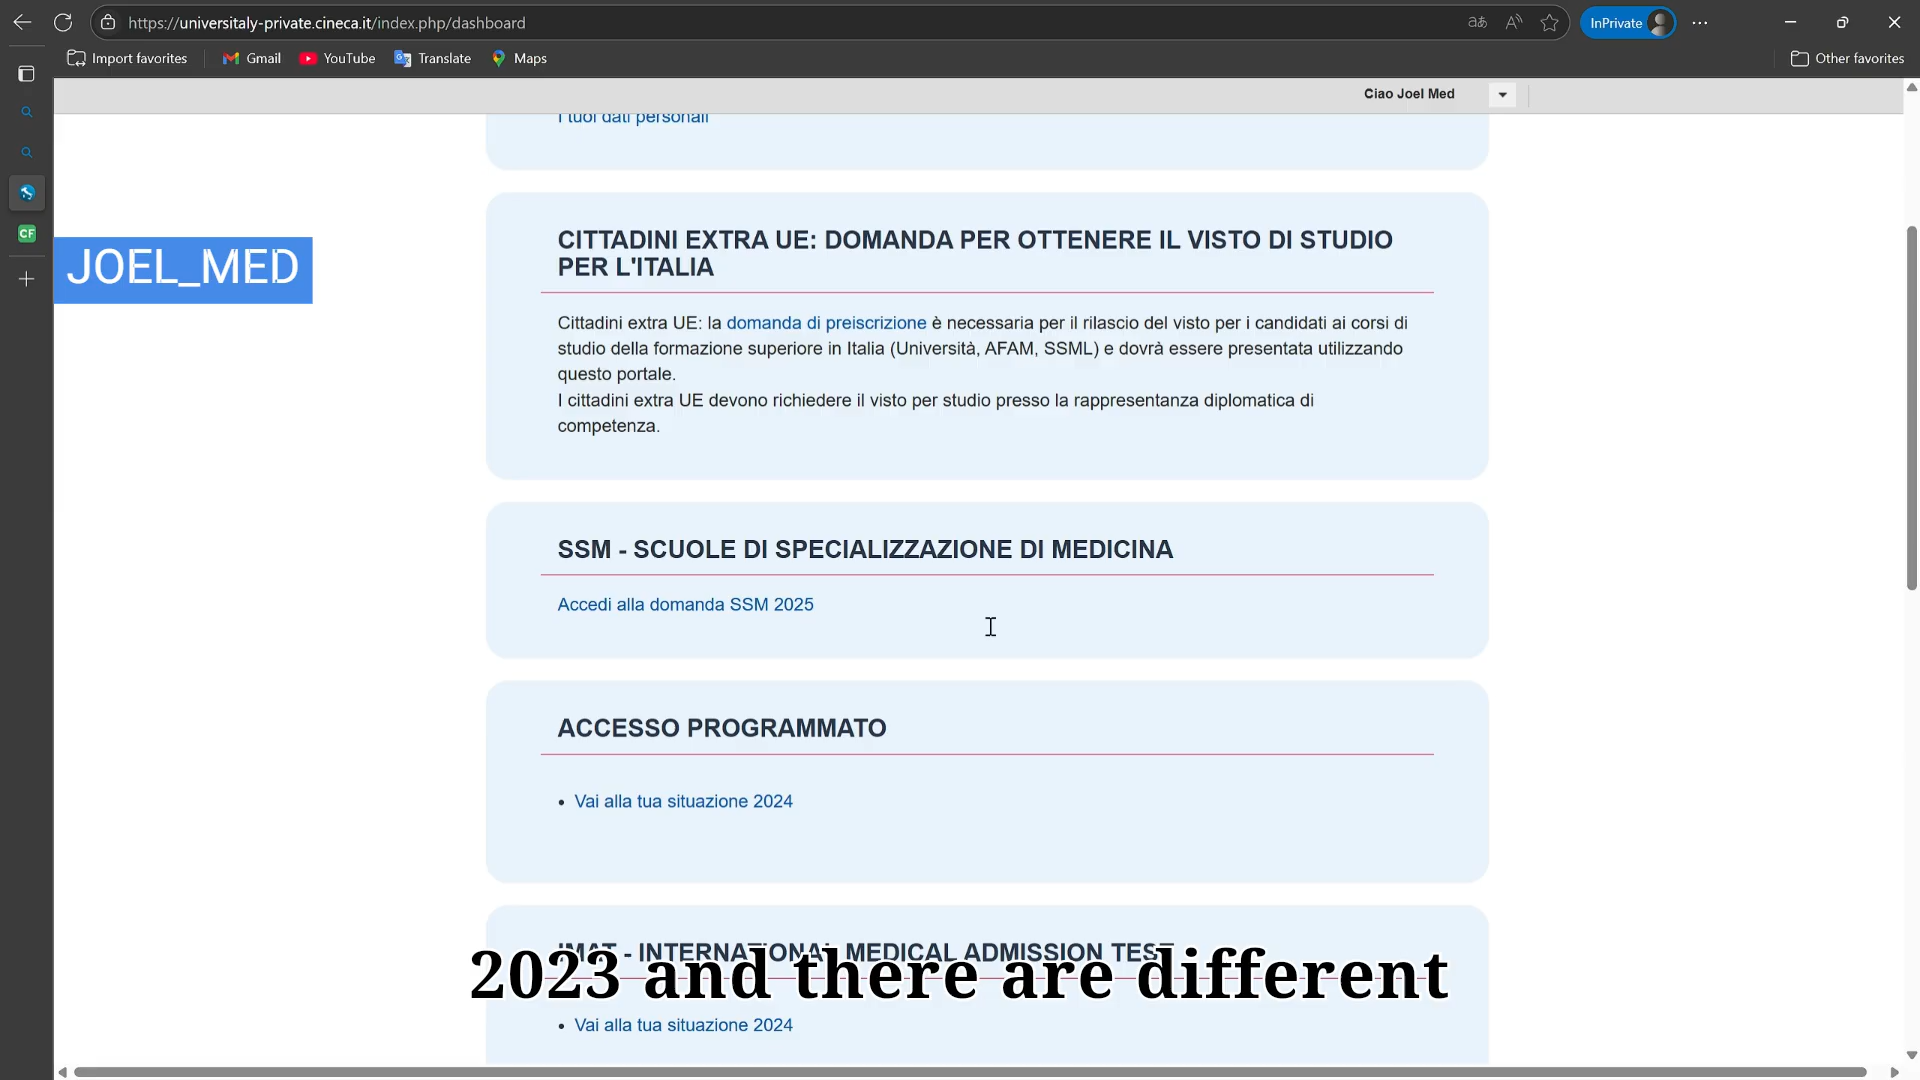 https://universitaly-private.cineca.it/index.php/dashboard
InPrivate
Import favorites
Gmail
YouTube
Translate
Maps
Other favorites
Ciao Joel Med
I tuoi dati personali
CF
JOEL_MED
CITTADINI EXTRA UE: DOMANDA PER OTTENERE IL VISTO DI STUDIO
PER L'ITALIA
Cittadini extra UE: la domanda di preiscrizione è necessaria per il rilascio del visto per i candidati ai corsi di
studio della formazione superiore in Italia (Università, AFAM, SSML) e dovrà essere presentata utilizzando
questo portale.
I cittadini extra UE devono richiedere il visto per studio presso la rappresentanza diplomatica di
competenza.
SSM - SCUOLE DI SPECIALIZZAZIONE DI MEDICINA
Accedi alla domanda SSM 2025
ACCESSO PROGRAMMATO
• Vai alla tua situazione 2024
IMAT - INTERNATIONAL MEDICAL ADMISSION TEST
2023 and there are different
• Vai alla tua situazione 2024